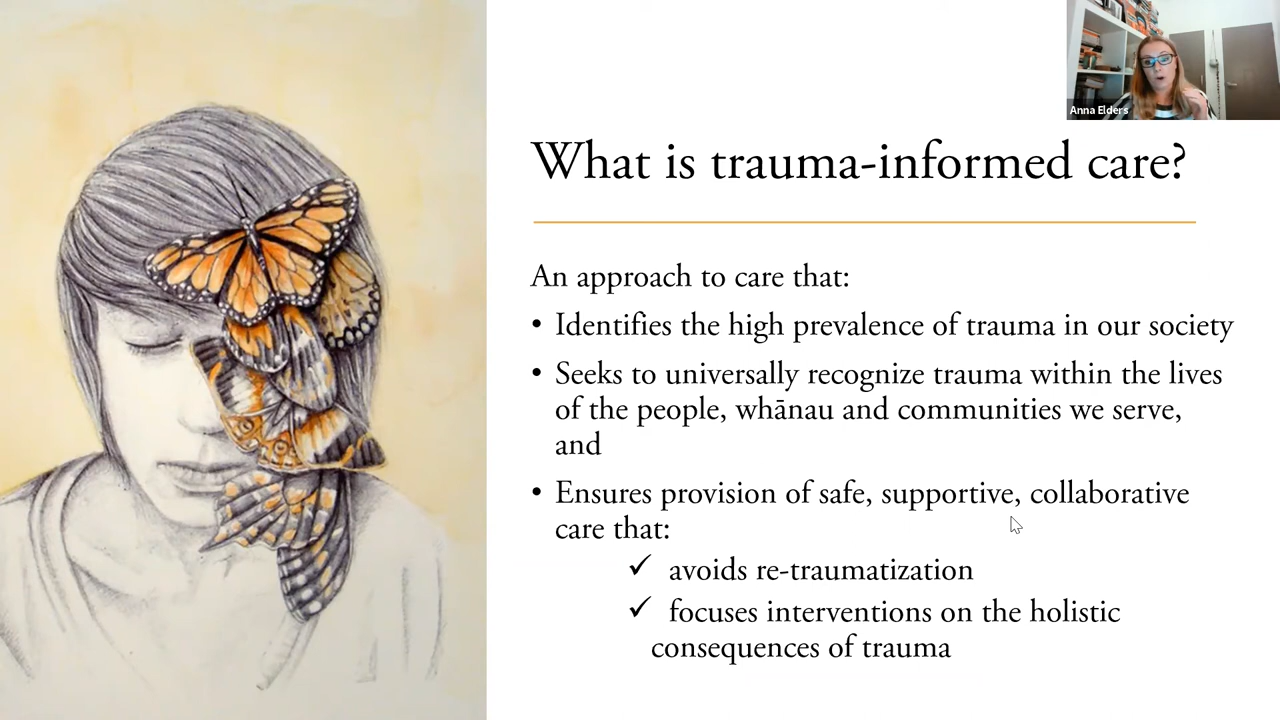 Anna Elders
What is trauma-informed care?
An approach to care that:
• Identifies the high prevalence of trauma in our society
• Seeks to universally recognize trauma within the lives
of the people, whānau and communities we serve,
and
• Ensures provision of safe, supportive, collaborative
care that:
✓ avoids re-traumatization
✓ focuses interventions on the holistic
consequences of trauma